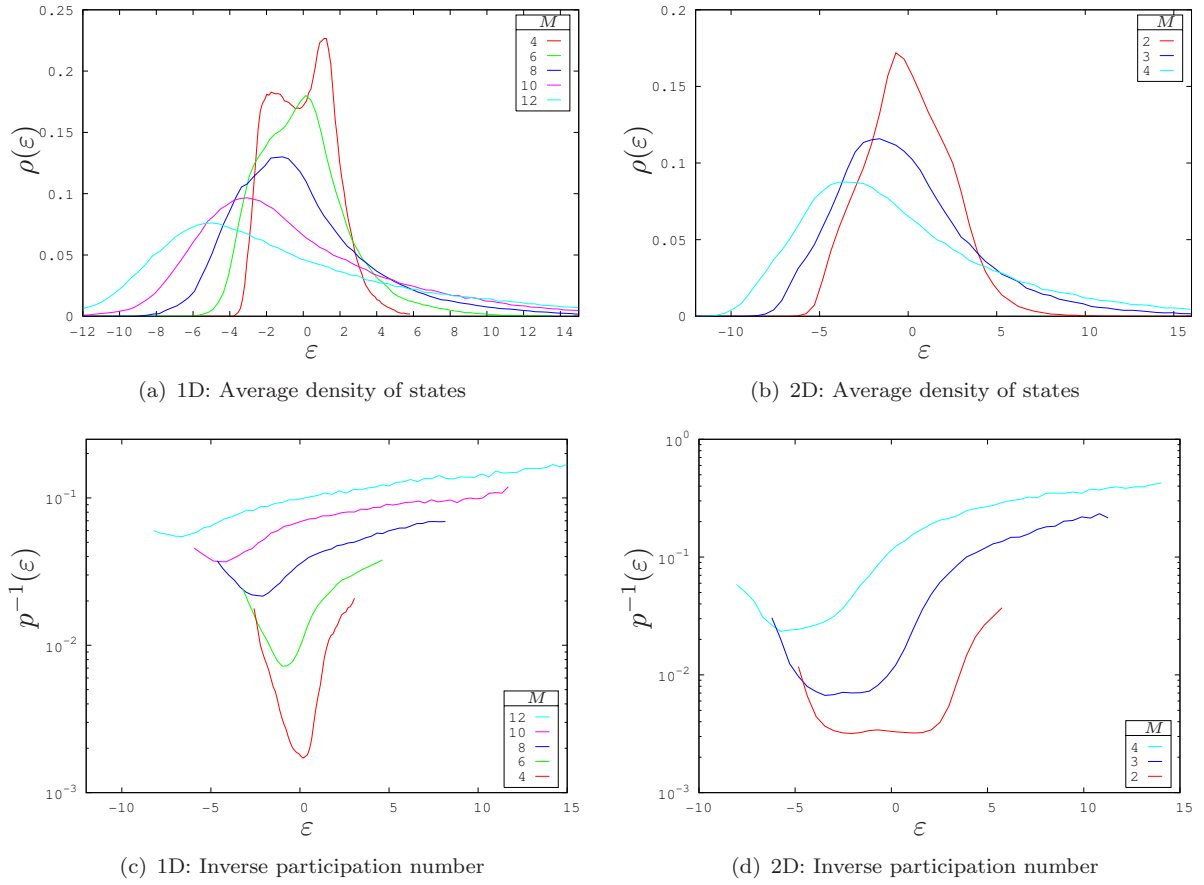 0.25
0.2
0.15
0.1
0.05
0
ρ(ε)
-12 -10 -8 -6 -4 -2 0 2 4 6 8 10 12 14
ε
M
4
6
8
10
12
(a) 1D: Average density of states
0.2
0.15
0.1
0.05
0
ρ(ε)
-10 -5 0 5 10 15
ε
M
2
3
4
(b) 2D: Average density of states
10⁻¹
10⁻²
10⁻³
p⁻¹(ε)
-10 -5 0 5 10 15
ε
M
12
10
8
6
4
(c) 1D: Inverse participation number
10⁰
10⁻¹
10⁻²
10⁻³
p⁻¹(ε)
-10 -5 0 5 10 15
ε
M
4
3
2
(d) 2D: Inverse participation number